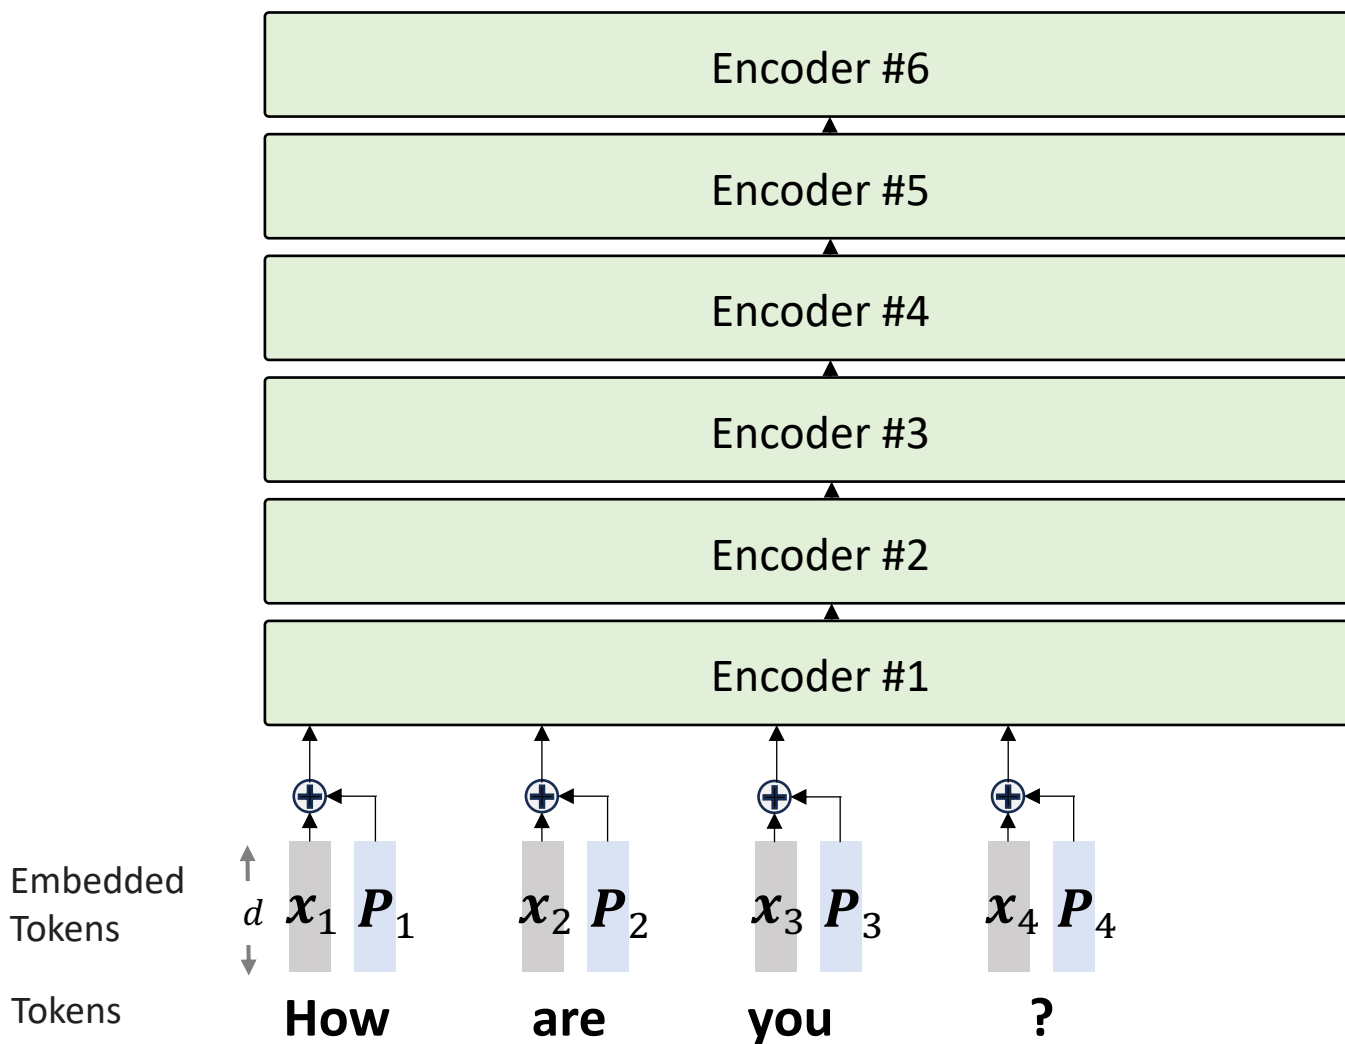 Encoder #6
Encoder #5
Encoder #4
Encoder #3
Encoder #2
Encoder #1
Embedded
Tokens
d x₁ P₁ x₂ P₂ x₃ P₃ x₄ P₄
Tokens How are you ?